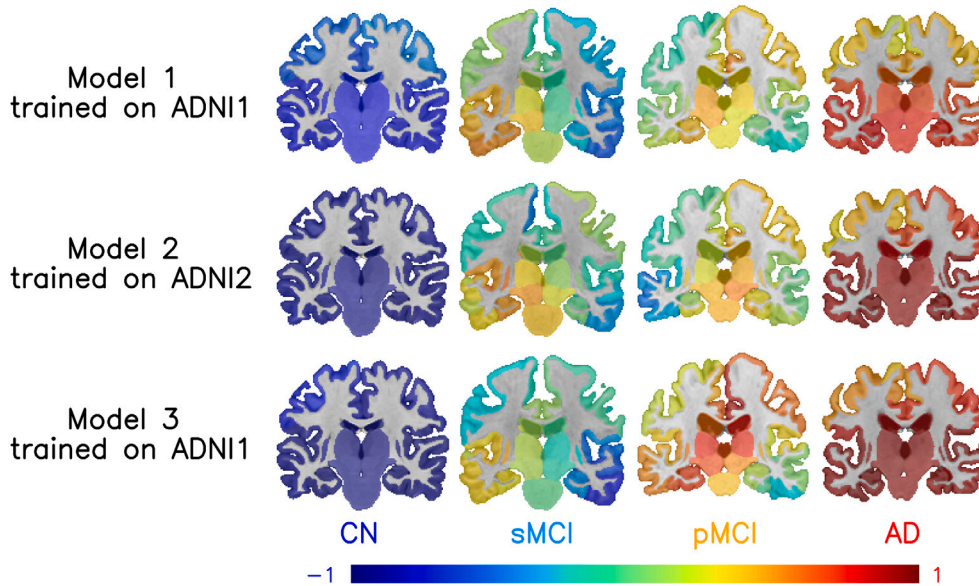 Model 1
trained on ADNI1
Model 2
trained on ADNI2
Model 3
trained on ADNI1
CN sMCI pMCI AD
−1 1